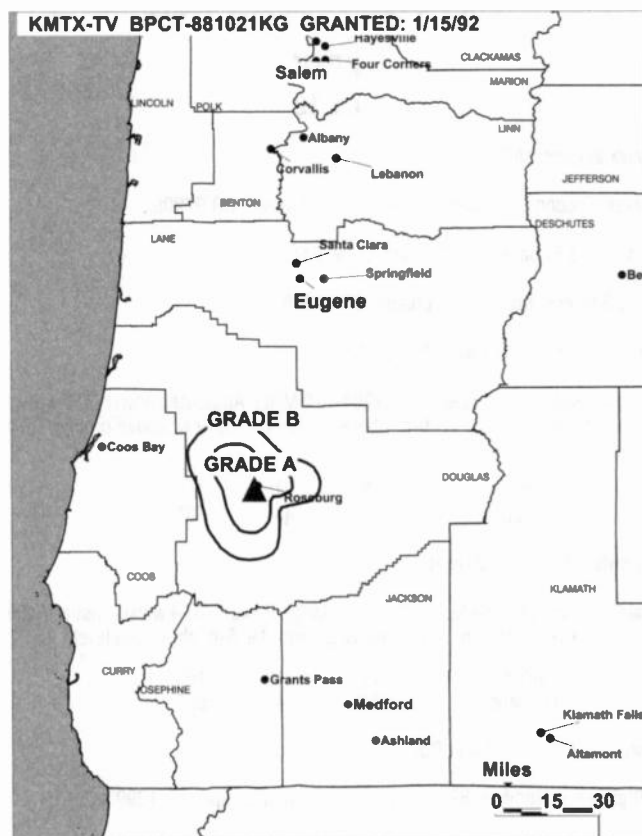 KMTX-TV BPCT-881021KG GRANTED: 1/15/92
Hayesville
CLACKAMAS
Salem
Four Corners
MARION
LINCOLN
POLK
LINN
Albany
Corvallis
Lebanon
JEFFERSON
BENTON
DESCHUTES
LANE
Santa Clara
Springfield
Be
Eugene
GRADE B
Coos Bay
GRADE A
DOUGLAS
Roseburg
COOS
JACKSON
KLAMATH
CURRY
JOSEPHINE
Grants Pass
Medford
Klamath Falls
Ashland
Altamont
Miles
0 15 30